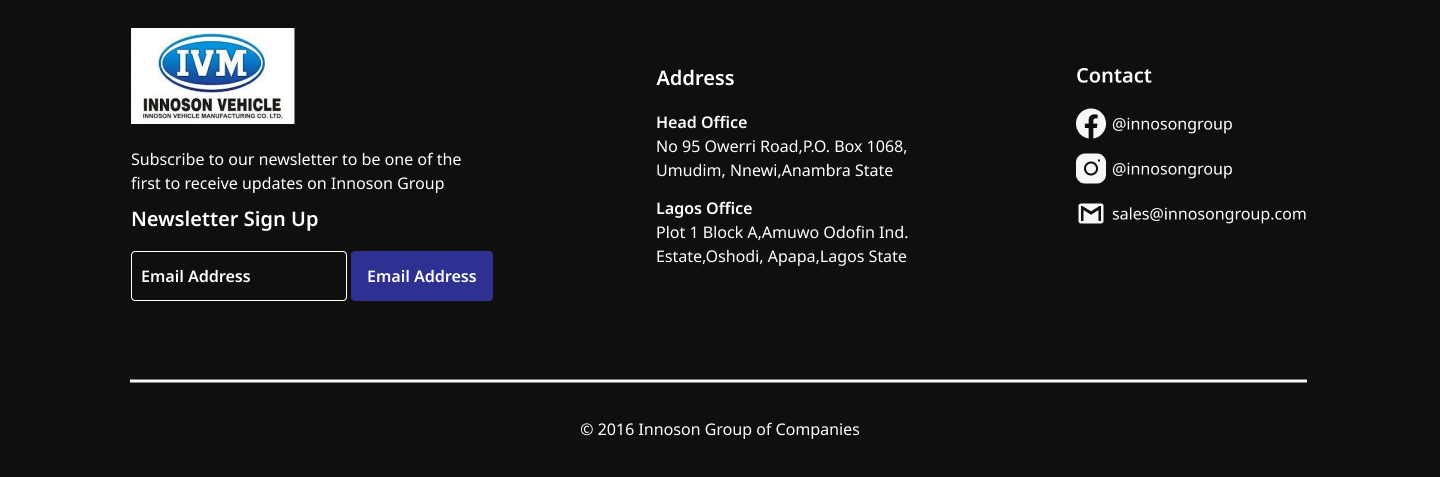 IVM
INNOSON VEHICLE
INNOSON VEHICLE MANUFACTURING CO. LTD.
Subscribe to our newsletter to be one of the
first to receive updates on Innoson Group
Newsletter Sign Up
Email Address
Email Address
Address
Head Office
No 95 Owerri Road,P.O. Box 1068,
Umudim, Nnewi,Anambra State
Lagos Office
Plot 1 Block A,Amuwo Odofin Ind.
Estate,Oshodi, Apapa,Lagos State
Contact
@innosongroup
@innosongroup
sales@innosongroup.com
© 2016 Innoson Group of Companies